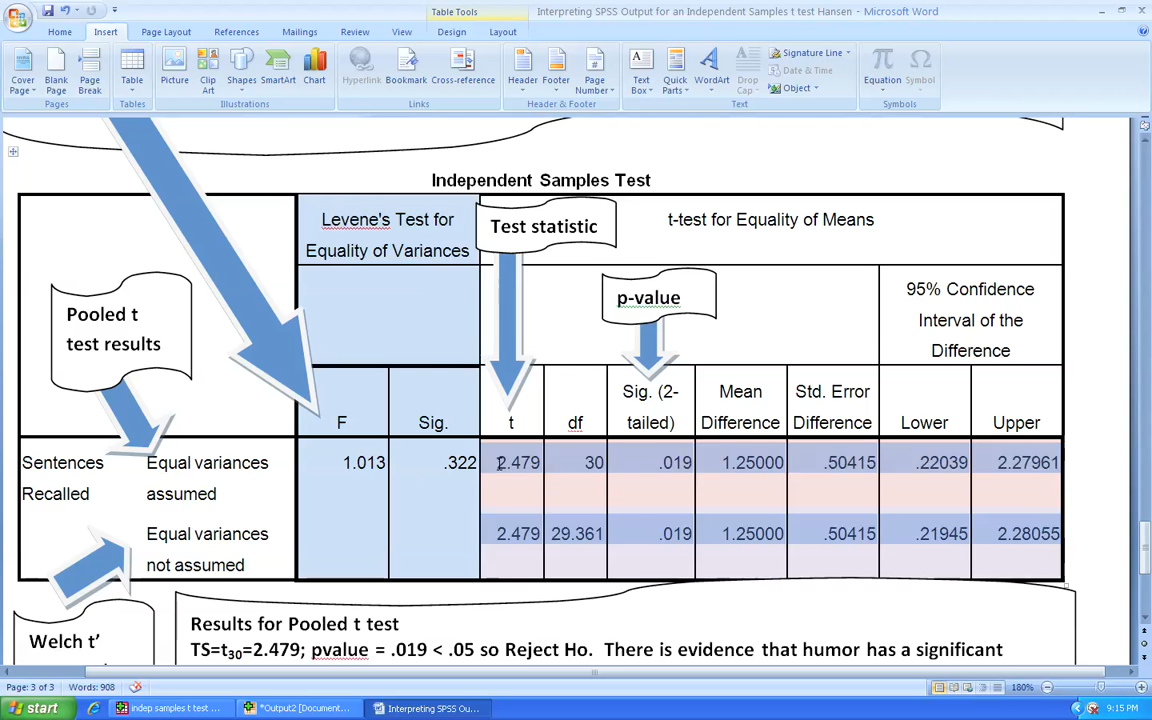 Table Tools
Interpreting SPSS Output for an Independent Samples t test Hansen - Microsoft Word
Home Insert Page Layout References Mailings Review View Design Layout
Cover Page Blank Page Page Break Table Picture Clip Art Shapes SmartArt Chart Hyperlink Bookmark Cross-reference Header Footer Page Number Text Box Quick Parts WordArt Drop Cap Signature Line Date & Time Object Equation Symbol
Pages Tables Illustrations Links Header & Footer Text Symbols
Independent Samples Test
Levene's Test for
Equality of Variances
Test statistic
t-test for Equality of Means
p-value
95% Confidence
Interval of the
Difference
Pooled t
test results
F Sig. t df Sig. (2-tailed) Mean Difference Std. Error Difference Lower Upper
Sentences Recalled Equal variances assumed 1.013 .322 2.479 30 .019 1.25000 .50415 .22039 2.27961
Equal variances not assumed 2.479 29.361 .019 1.25000 .50415 .21945 2.28055
Welch t'
Results for Pooled t test
TS=t30=2.479; pvalue = .019 < .05 so Reject Ho. There is evidence that humor has a significant
Page: 3 of 3 Words: 908 180%
start indep samples t test ... *Output2 [Document... Interpreting SPSS Ou... 9:15 PM